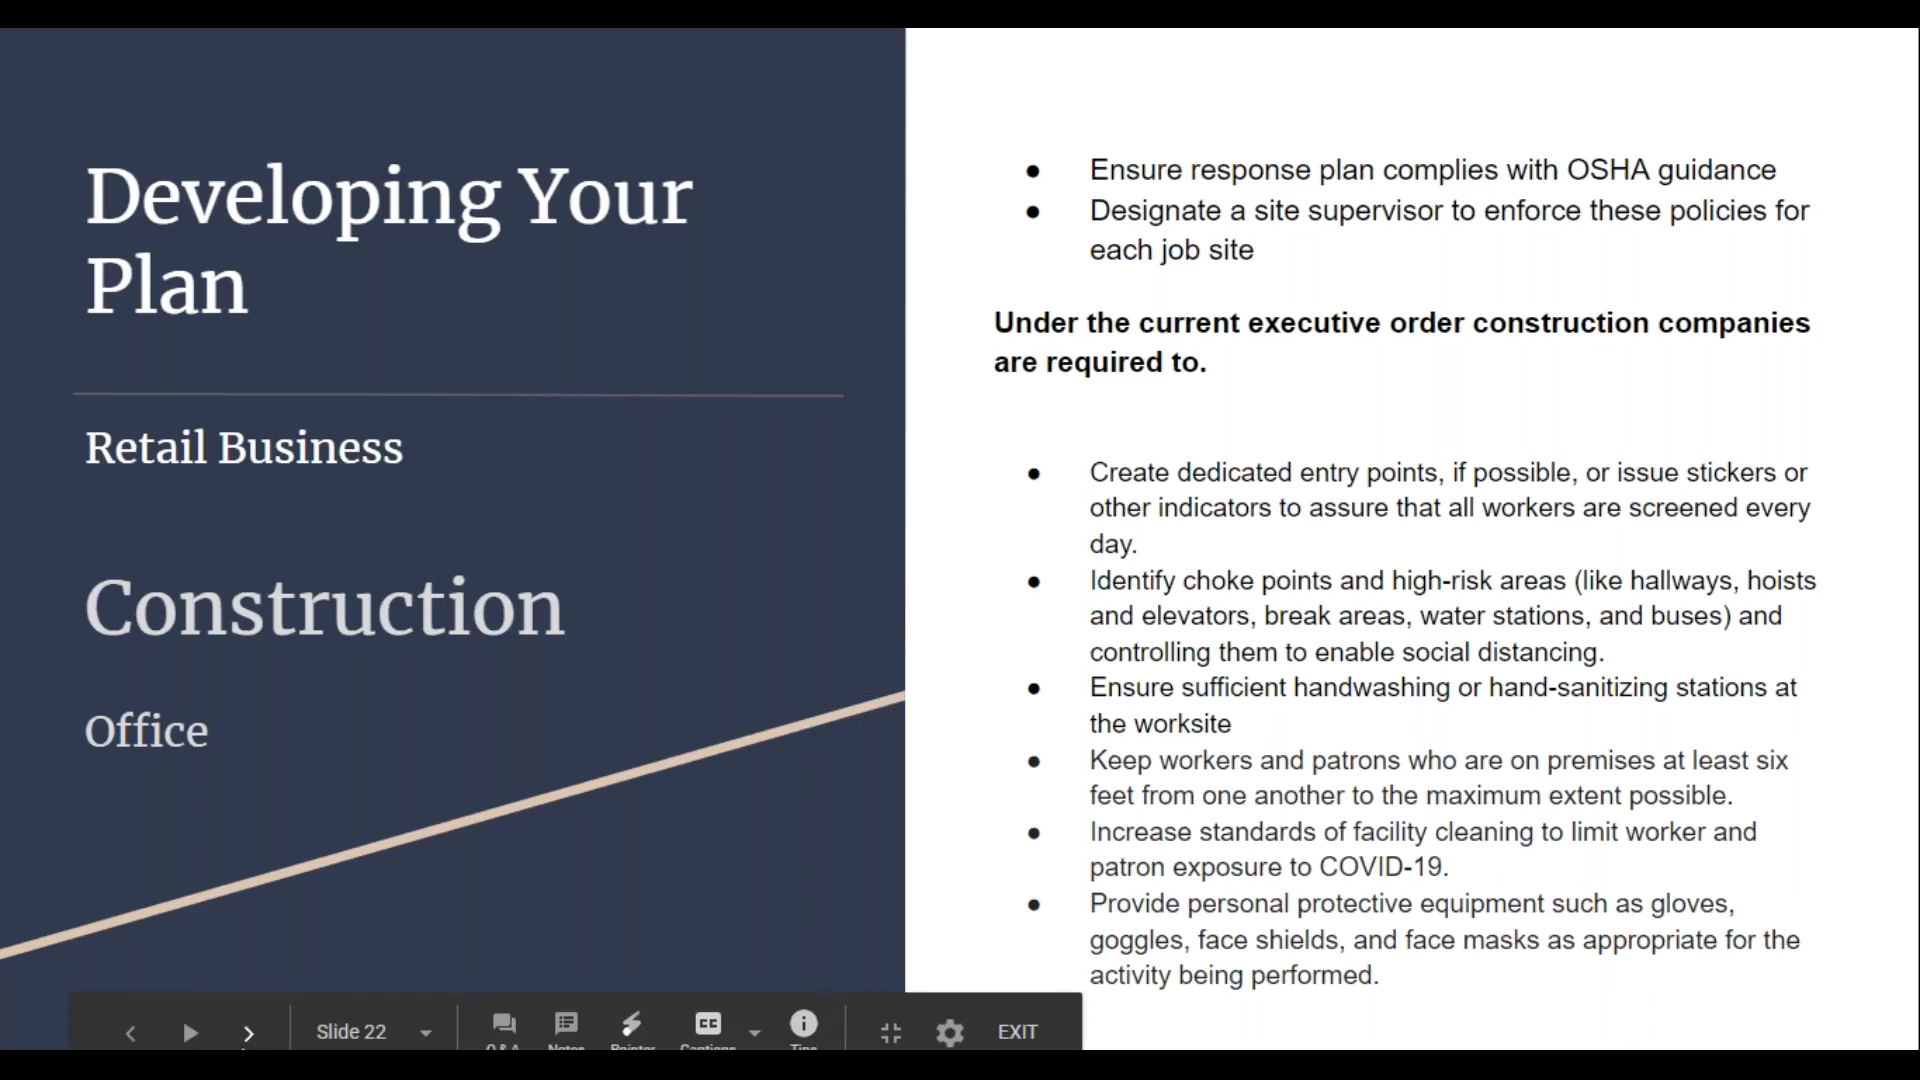 Developing Your
Plan
Retail Business
Construction
Office
● Ensure response plan complies with OSHA guidance
● Designate a site supervisor to enforce these policies for
each job site
Under the current executive order construction companies
are required to.
● Create dedicated entry points, if possible, or issue stickers or
other indicators to assure that all workers are screened every
day.
● Identify choke points and high-risk areas (like hallways, hoists
and elevators, break areas, water stations, and buses) and
controlling them to enable social distancing.
● Ensure sufficient handwashing or hand-sanitizing stations at
the worksite
● Keep workers and patrons who are on premises at least six
feet from one another to the maximum extent possible.
● Increase standards of facility cleaning to limit worker and
patron exposure to COVID-19.
● Provide personal protective equipment such as gloves,
goggles, face shields, and face masks as appropriate for the
activity being performed.
Slide 22
Q & A Notes Pointer CC Captions Tips
EXIT